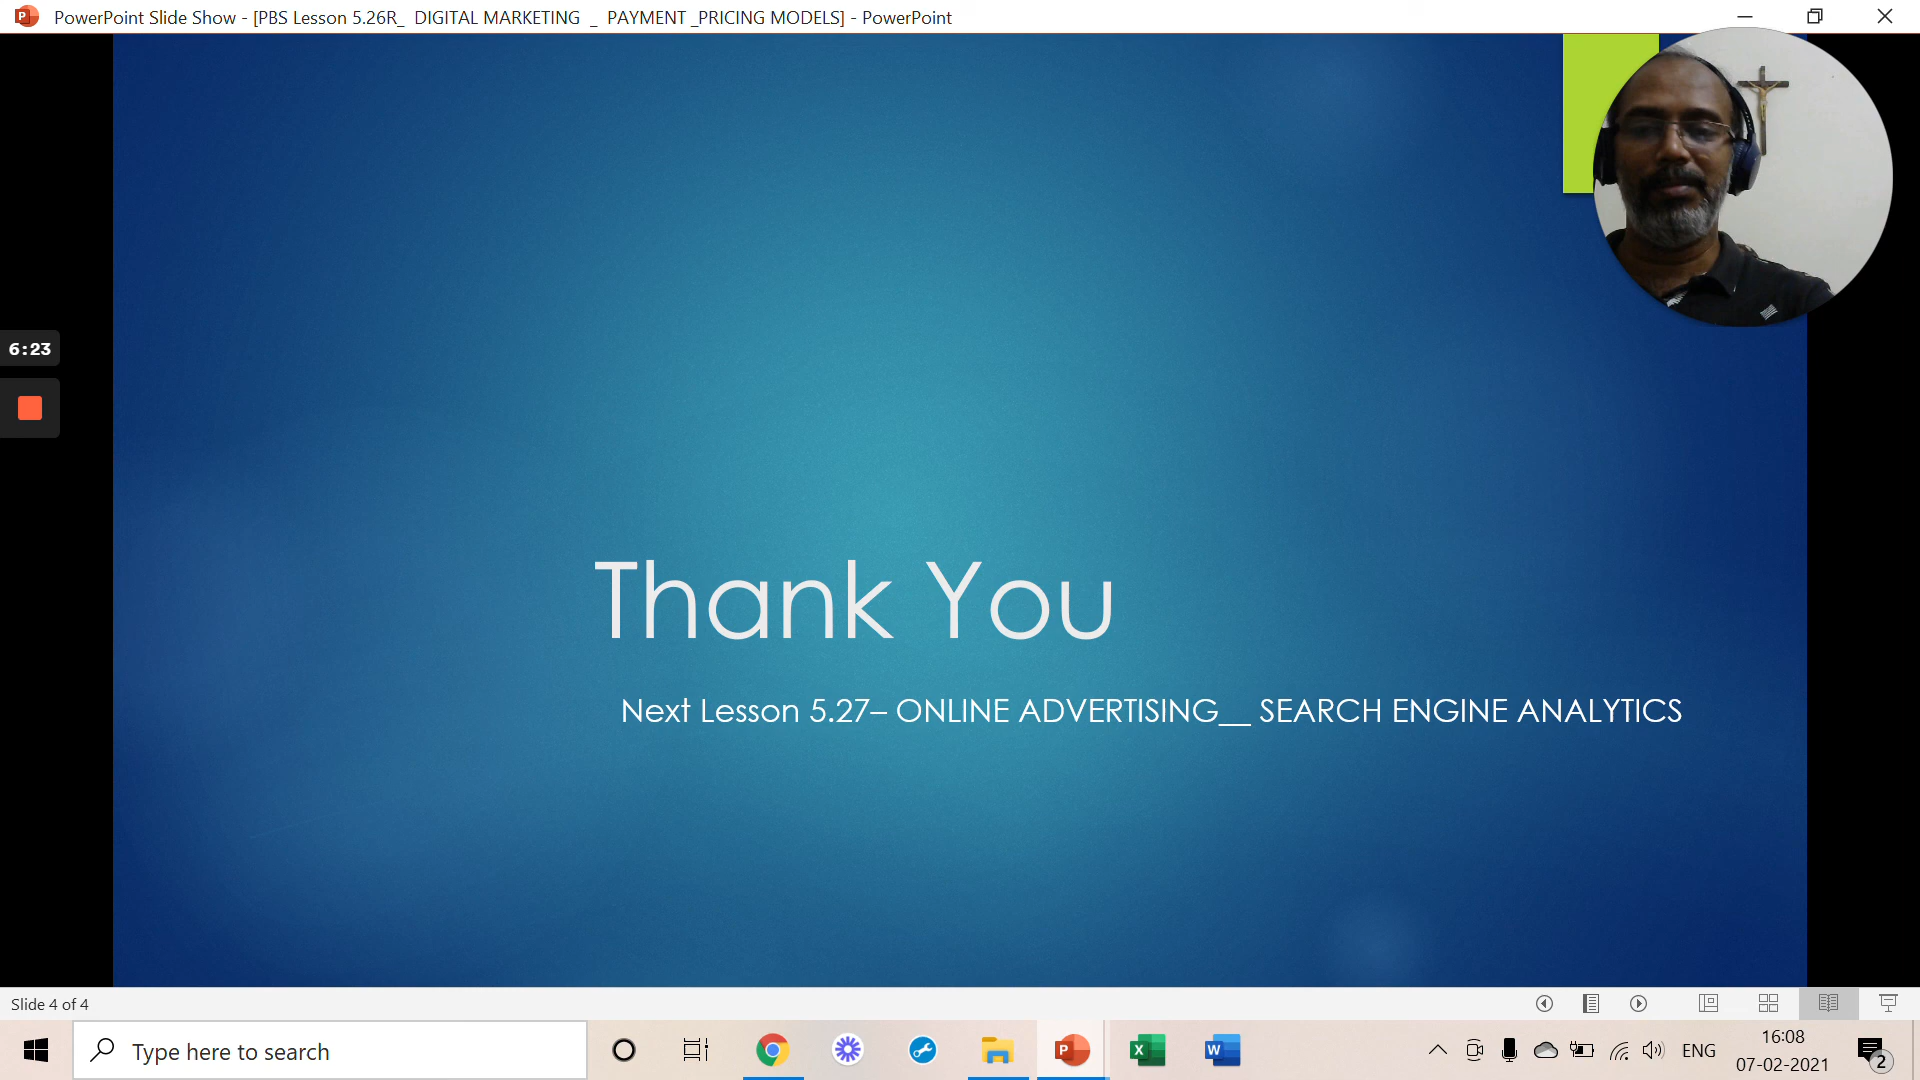 PowerPoint Slide Show - [PBS Lesson 5.26R_  DIGITAL MARKETING  _  PAYMENT _PRICING MODELS] - PowerPoint
6:23
Thank You
Next Lesson 5.27– ONLINE ADVERTISING__ SEARCH ENGINE ANALYTICS
Slide 4 of 4
Type here to search
ENG
16:08
07-02-2021
2